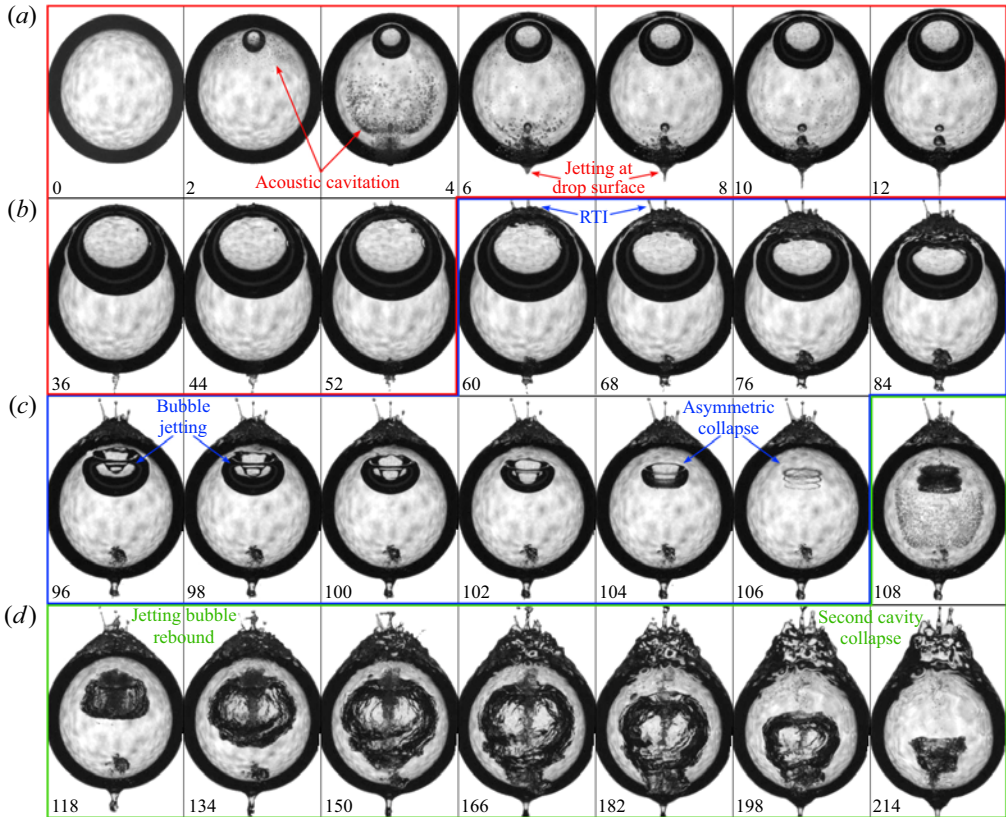 (a)
Acoustic cavitation
Jetting at
drop surface
0 2 4 6 8 10 12
(b)
RTI
36 44 52 60 68 76 84
(c)
Bubble
jetting
Asymmetric
collapse
96 98 100 102 104 106 108
(d)
Jetting bubble
rebound
Second cavity
collapse
118 134 150 166 182 198 214